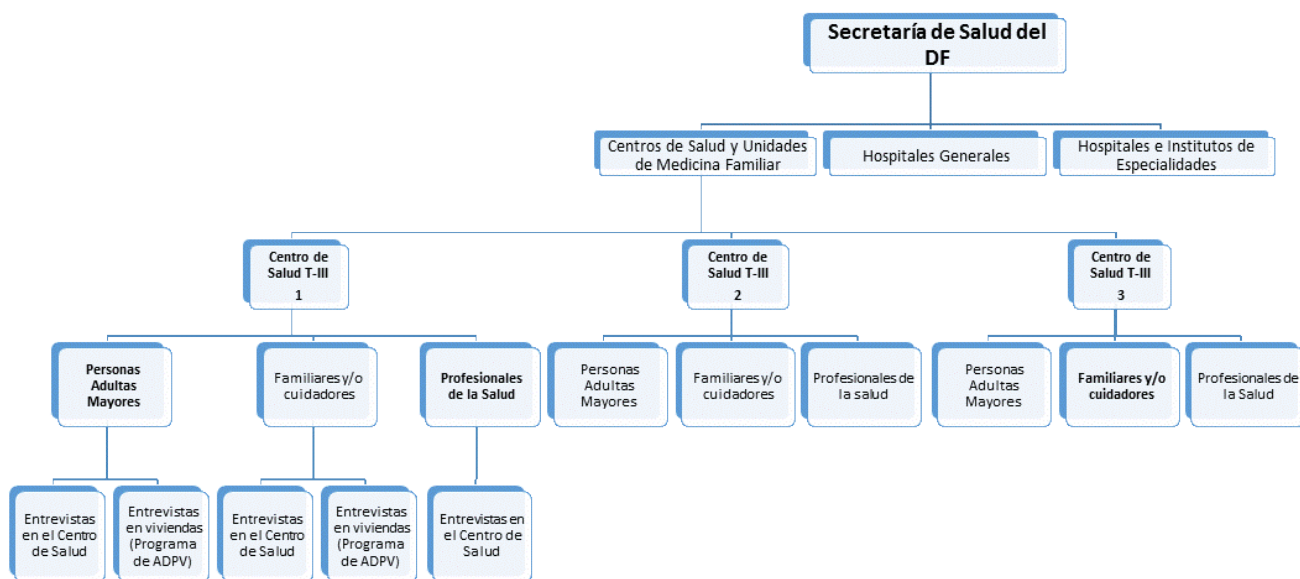 Secretaría de Salud del
DF
Centros de Salud y Unidades
de Medicina Familiar
Hospitales Generales
Hospitales e Institutos de
Especialidades
Centro de
Salud T-III
1
Centro de
Salud T-III
2
Centro de
Salud T-III
3
Personas
Adultas
Mayores
Familiares y/o
cuidadores
Profesionales
de la Salud
Personas
Adultas
Mayores
Familiares y/o
cuidadores
Profesionales de
la salud
Personas
Adultas
Mayores
Familiares y/o
cuidadores
Profesionales de
la Salud
Entrevistas
en el Centro
de Salud
Entrevistas
en viviendas
(Programa
de ADPV)
Entrevistas
en el Centro
de Salud
Entrevistas
en viviendas
(Programa
de ADPV)
Entrevistas en
el Centro de
Salud